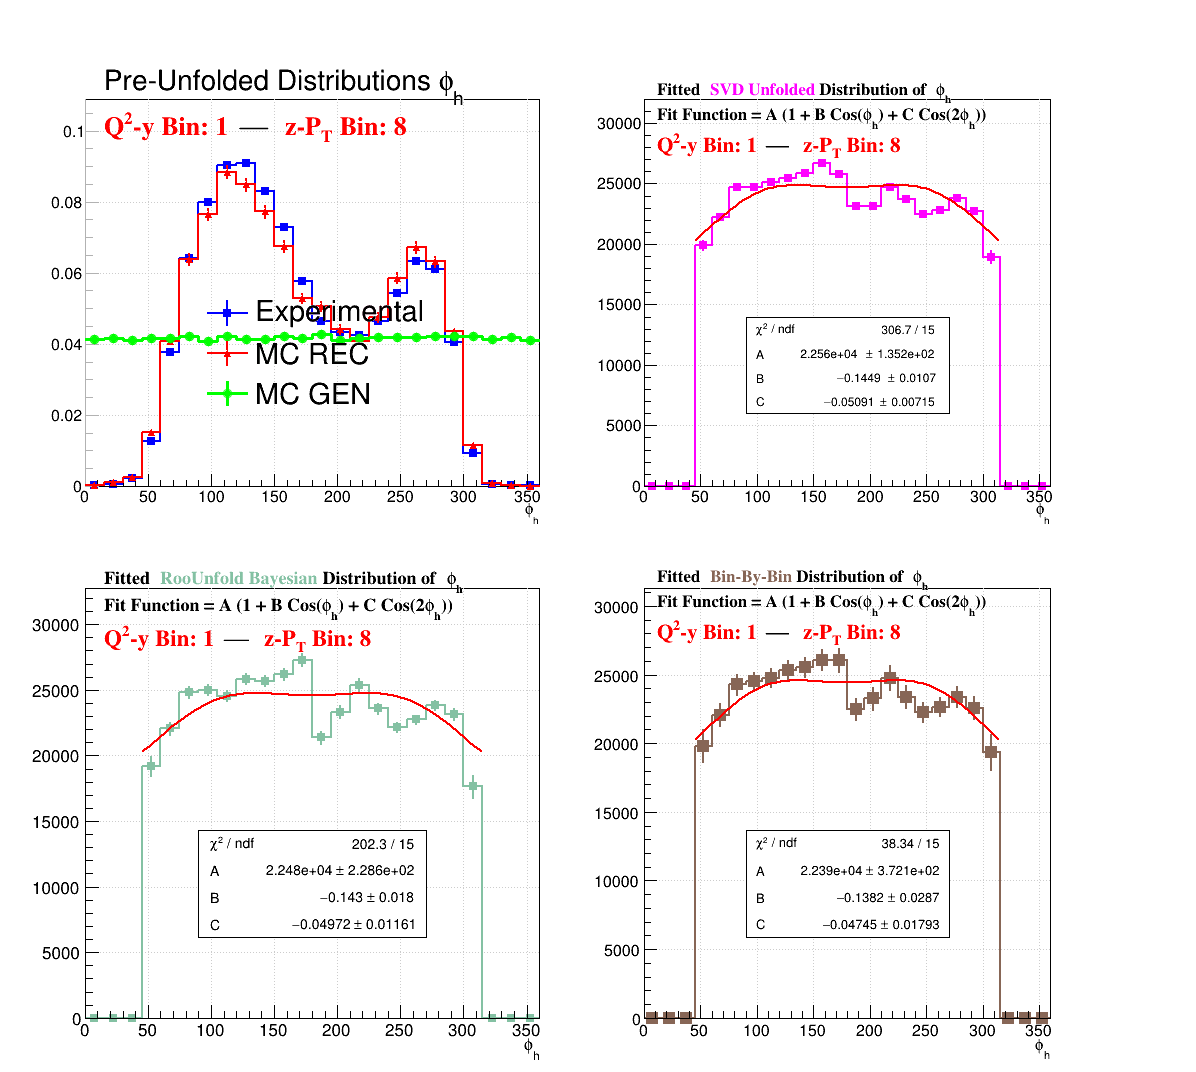 Pre-Unfolded Distributions ϕh
Q²-y Bin: 1 — z-PT Bin: 8
0.1
0.08
0.06
0.04
0.02
0
Experimental
MC REC
MC GEN
0 50 100 150 200 250 300 350
ϕh
Fitted SVD Unfolded Distribution of ϕh
Fit Function = A (1 + B Cos(ϕh) + C Cos(2ϕh))
Q²-y Bin: 1 — z-PT Bin: 8
30000
25000
20000
15000
10000
5000
0
χ² / ndf 306.7 / 15
A 2.256e+04 ± 1.352e+02
B −0.1449 ± 0.0107
C −0.05091 ± 0.00715
0 50 100 150 200 250 300 350
ϕh
Fitted RooUnfold Bayesian Distribution of ϕh
Fit Function = A (1 + B Cos(ϕh) + C Cos(2ϕh))
Q²-y Bin: 1 — z-PT Bin: 8
30000
25000
20000
15000
10000
5000
0
χ² / ndf 202.3 / 15
A 2.248e+04 ± 2.286e+02
B −0.143 ± 0.018
C −0.04972 ± 0.01161
0 50 100 150 200 250 300 350
ϕh
Fitted Bin-By-Bin Distribution of ϕh
Fit Function = A (1 + B Cos(ϕh) + C Cos(2ϕh))
Q²-y Bin: 1 — z-PT Bin: 8
30000
25000
20000
15000
10000
5000
0
χ² / ndf 38.34 / 15
A 2.239e+04 ± 3.721e+02
B −0.1382 ± 0.0287
C −0.04745 ± 0.01793
0 50 100 150 200 250 300 350
ϕh